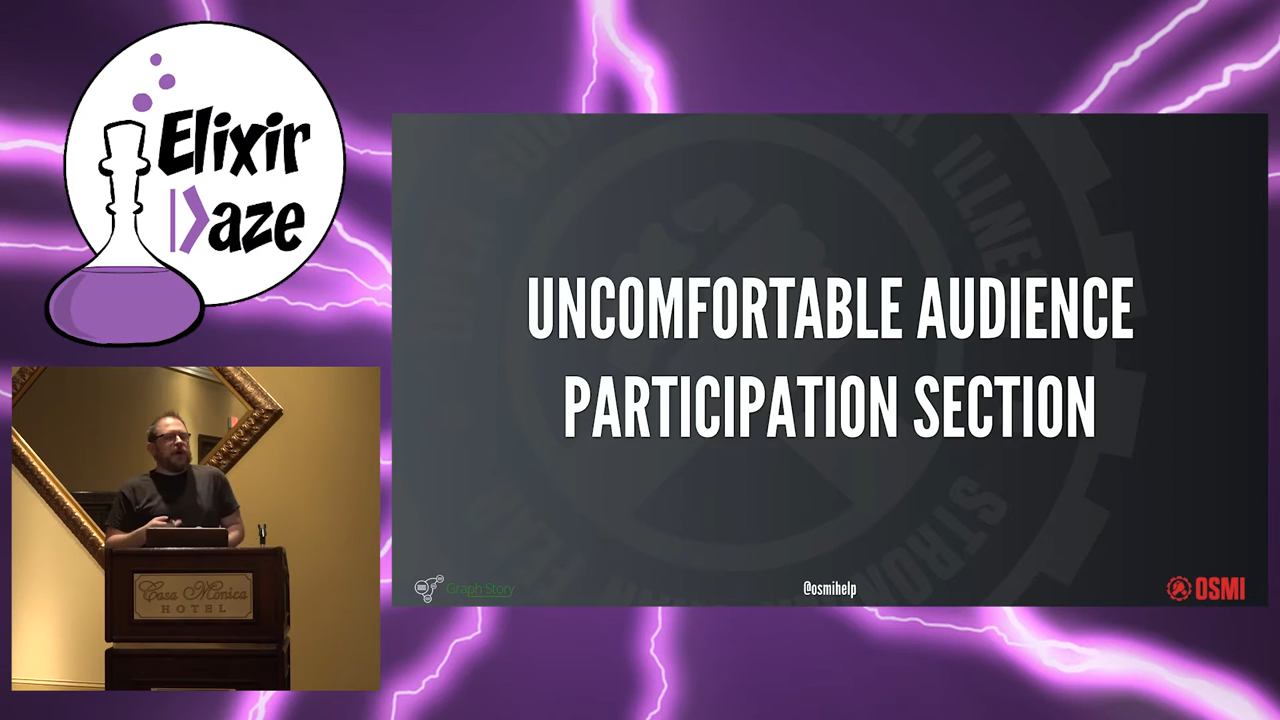 Elixir
|>aze
UNCOMFORTABLE AUDIENCE
PARTICIPATION SECTION
Graph Story
@osmihelp
OSMI
Casa Monica
HOTEL